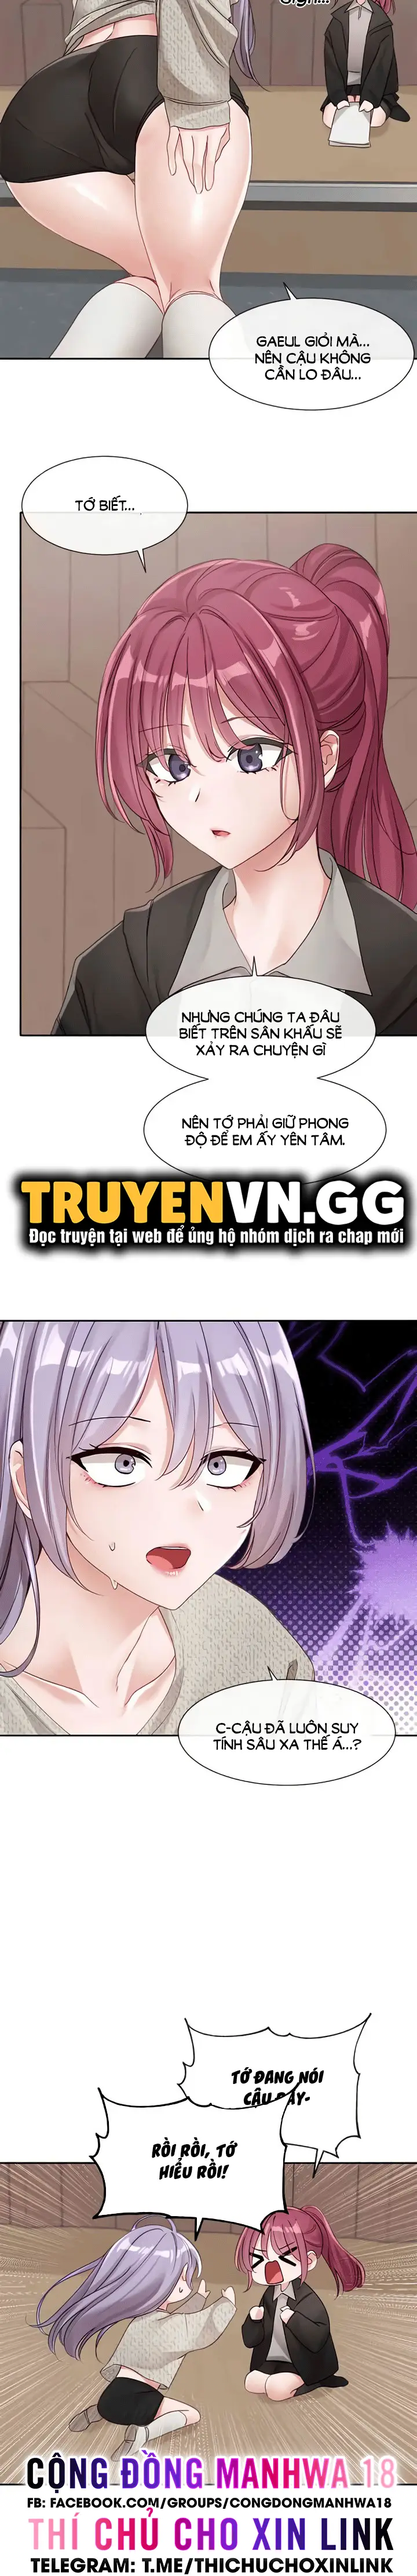 Sigh...
GAEUL GIỎI MÀ...
NÊN CẬU KHÔNG
CẦN LO ĐÂU...
TỚ BIẾT...
NHƯNG CHÚNG TA ĐÂU
BIẾT TRÊN SÂN KHẤU SẼ
XẢY RA CHUYỆN GÌ
NÊN TỚ PHẢI GIỮ PHONG
ĐỘ ĐỂ EM ẤY YÊN TÂM.
TRUYENVN.GG
Đọc truyện tại web để ủng hộ nhóm dịch ra chap mới
C-CẬU ĐÃ LUÔN SUY
TÍNH SÂU XA THẾ Á...?
TỚ ĐANG NÓI
CẬU ĐẤY-
RỒI RỒI, TỚ
HIỂU RỒI!
CỘNG ĐỒNG MANHWA 18
FB: FACEBOOK.COM/GROUPS/CONGDONGMANHWA18
THÍ CHỦ CHO XIN LINK
TELEGRAM: T.ME/THICHUCHOXINLINK